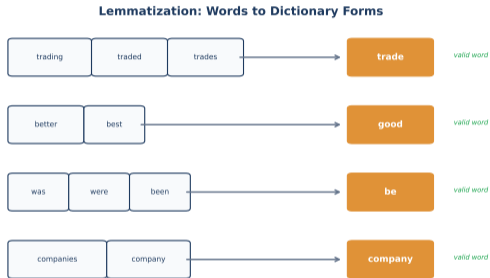 Lemmatization: Words to Dictionary Forms
trading traded trades trade valid word
better best good valid word
was were been be valid word
companies company company valid word